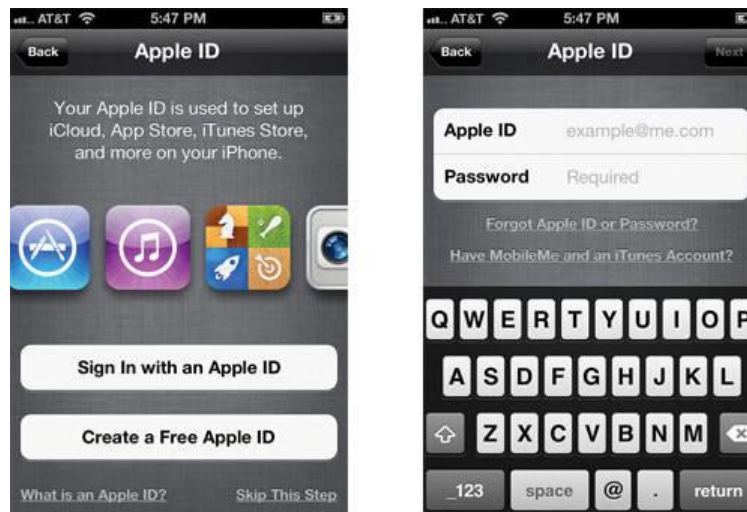 AT&T 5:47 PM
Back Apple ID
Your Apple ID is used to set up
iCloud, App Store, iTunes Store,
and more on your iPhone.
Sign In with an Apple ID
Create a Free Apple ID
What is an Apple ID? Skip This Step
AT&T 5:47 PM
Back Apple ID Next
Apple ID example@me.com
Password Required
Forgot Apple ID or Password?
Have MobileMe and an iTunes Account?
Q W E R T Y U I O P
A S D F G H J K L
Z X C V B N M
_123 space @ . return